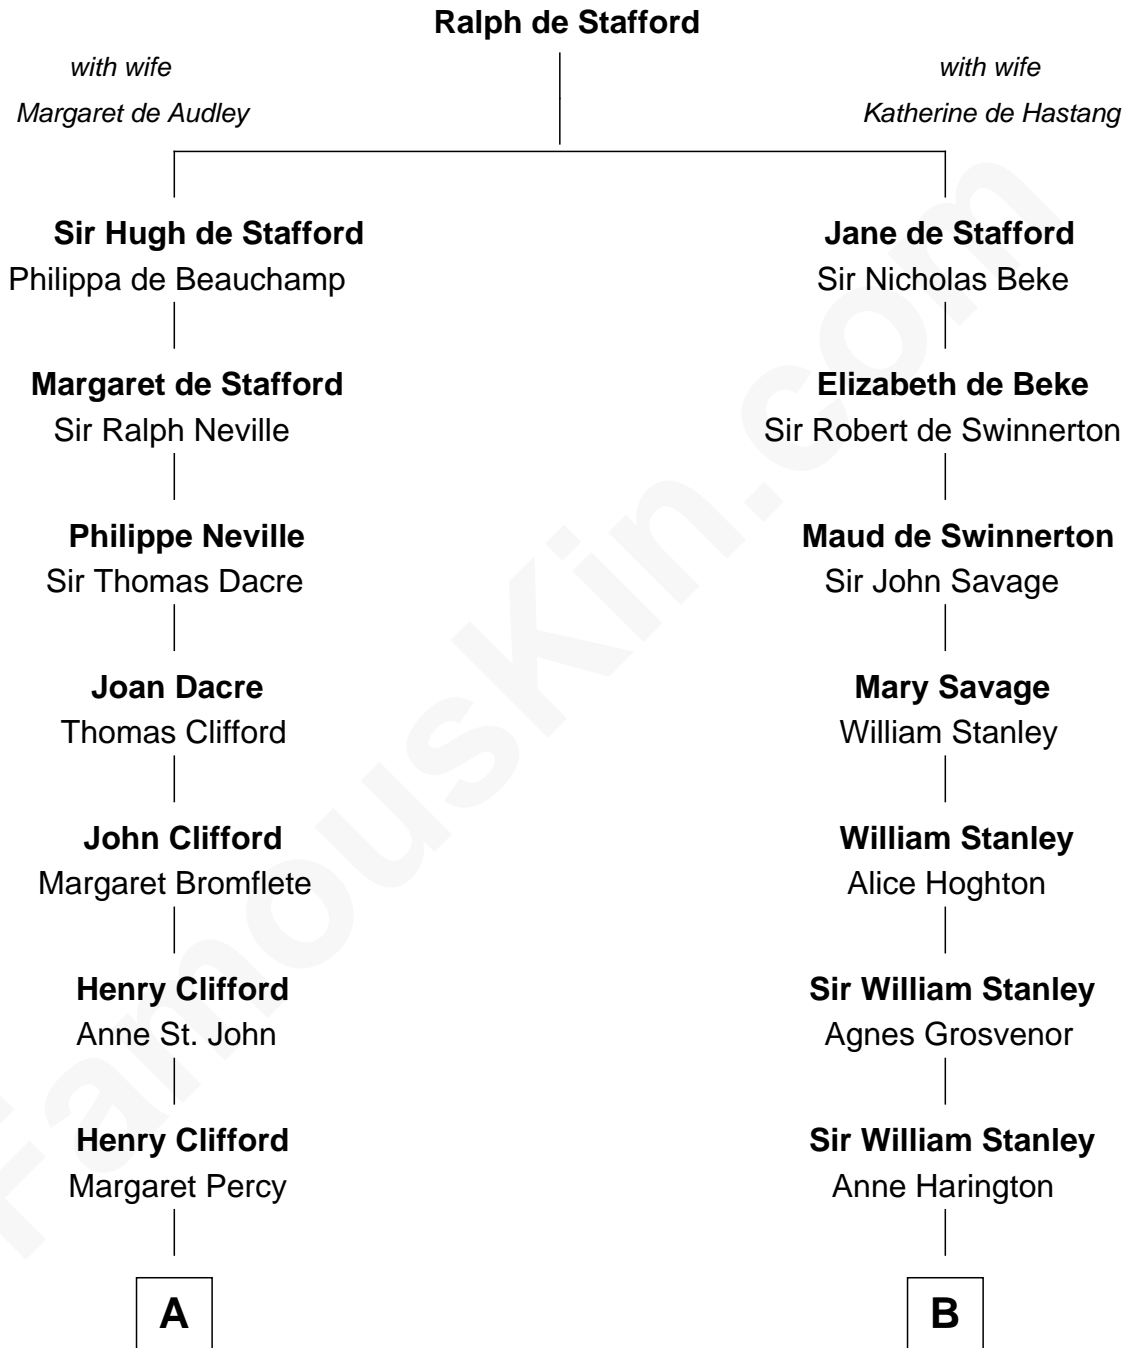 Ralph de Stafford
with wife
Margaret de Audley
with wife
Katherine de Hastang
Sir Hugh de Stafford
Philippa de Beauchamp
Jane de Stafford
Sir Nicholas Beke
Margaret de Stafford
Sir Ralph Neville
Elizabeth de Beke
Sir Robert de Swinnerton
Philippe Neville
Sir Thomas Dacre
Maud de Swinnerton
Sir John Savage
Joan Dacre
Thomas Clifford
Mary Savage
William Stanley
John Clifford
Margaret Bromflete
William Stanley
Alice Hoghton
Henry Clifford
Anne St. John
Sir William Stanley
Agnes Grosvenor
Henry Clifford
Margaret Percy
Sir William Stanley
Anne Harington
A
B
FamousKin.com